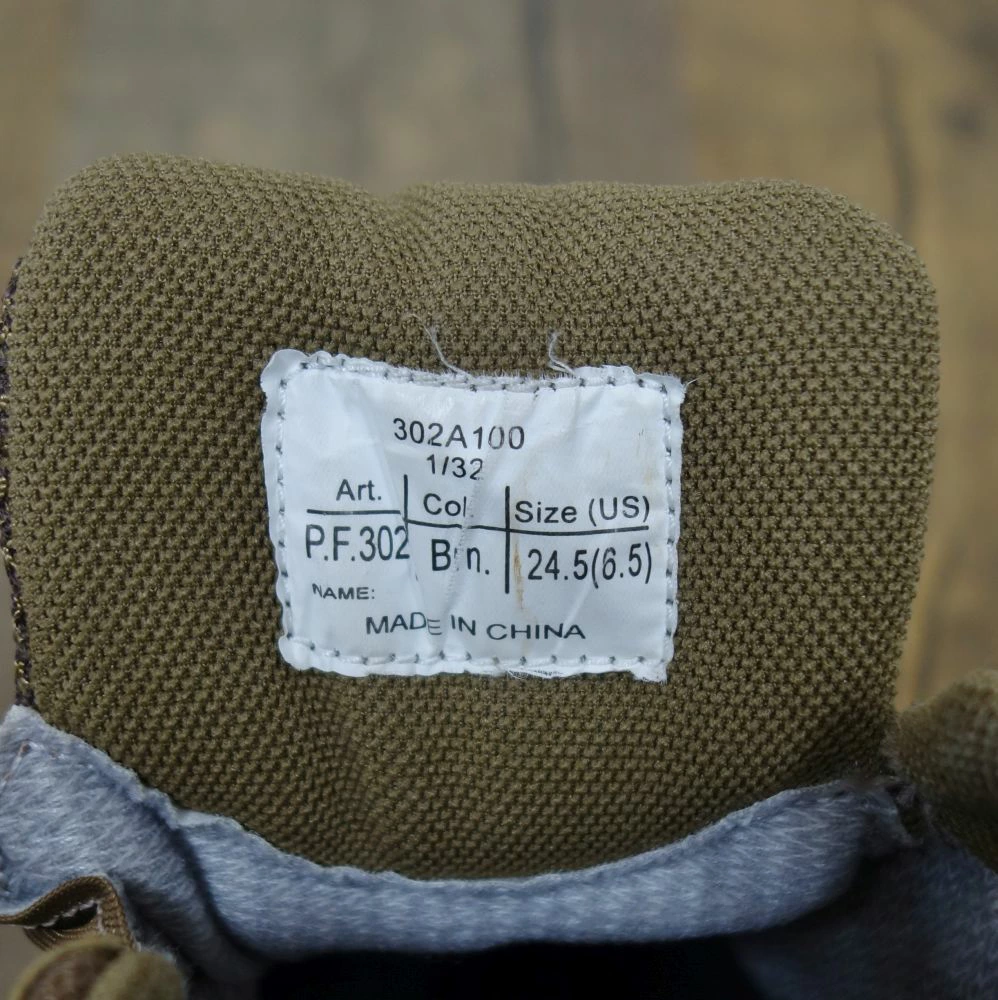 302A100
1/32
Art. Col. Size (US)
P.F.302 Brn. 24.5(6.5)
NAME:
MADE IN CHINA